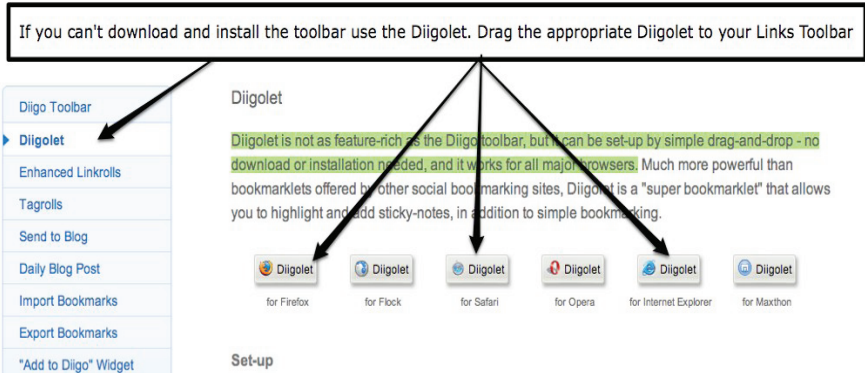 If you can't download and install the toolbar use the Diigolet. Drag the appropriate Diigolet to your Links Toolbar
Diigo Toolbar
Diigolet
Enhanced Linkrolls
Tagrolls
Send to Blog
Daily Blog Post
Import Bookmarks
Export Bookmarks
"Add to Diigo" Widget
Diigolet
Diigolet is not as feature-rich as the Diigo toolbar, but it can be set-up by simple drag-and-drop - no
download or installation needed, and it works for all major browsers. Much more powerful than
bookmarklets offered by other social bookmarking sites, Diigolet is a "super bookmarklet" that allows
you to highlight and add sticky-notes, in addition to simple bookmarking.
Diigolet Diigolet Diigolet Diigolet Diigolet Diigolet
for Firefox for Flock for Safari for Opera for Internet Explorer for Maxthon
Set-up